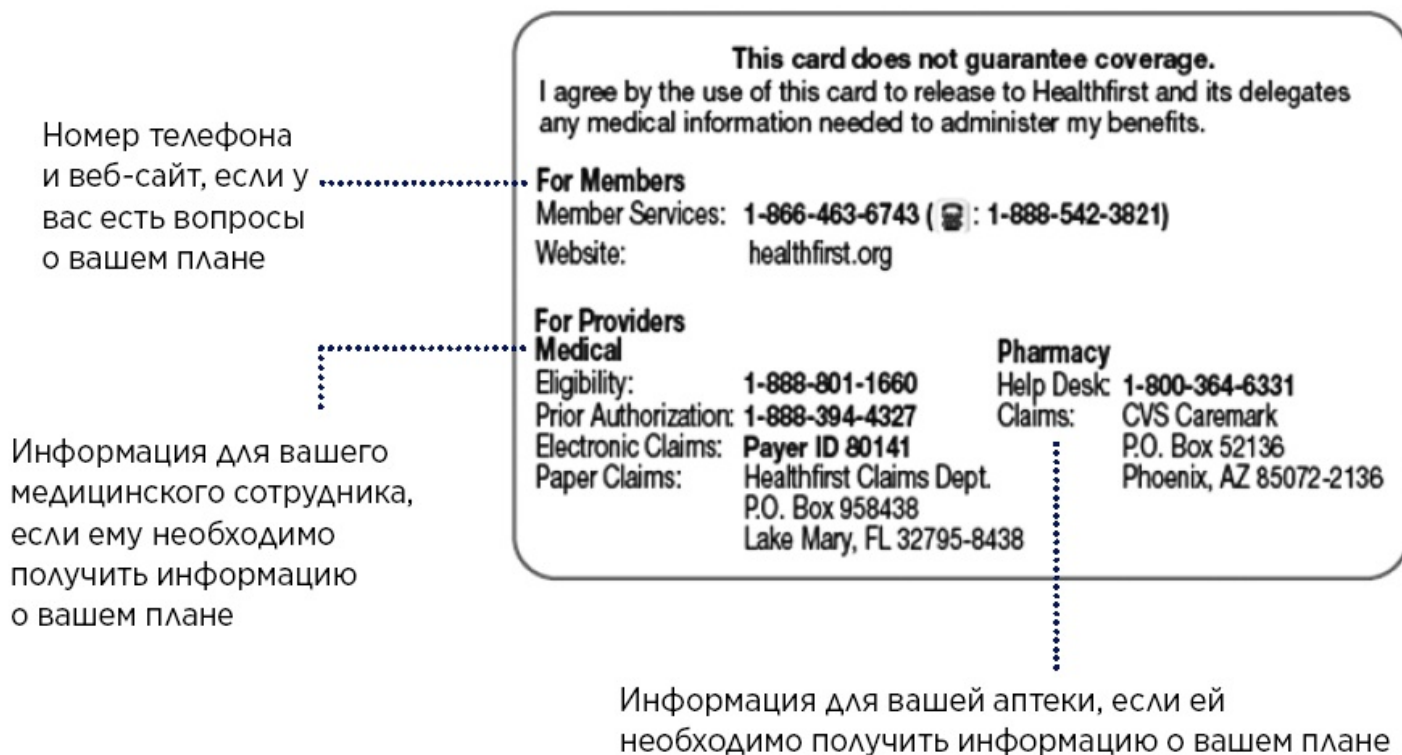 This card does not guarantee coverage.
I agree by the use of this card to release to Healthfirst and its delegates
any medical information needed to administer my benefits.
Номер телефона
и веб-сайт, если у
вас есть вопросы
о вашем плане
For Members
Member Services: 1-866-463-6743 ( : 1-888-542-3821)
Website: healthfirst.org
For Providers
Medical
Eligibility: 1-888-801-1660
Prior Authorization: 1-888-394-4327
Electronic Claims: Payer ID 80141
Paper Claims: Healthfirst Claims Dept.
P.O. Box 958438
Lake Mary, FL 32795-8438
Pharmacy
Help Desk: 1-800-364-6331
Claims: CVS Caremark
P.O. Box 52136
Phoenix, AZ 85072-2136
Информация для вашего
медицинского сотрудника,
если ему необходимо
получить информацию
о вашем плане
Информация для вашей аптеки, если ей
необходимо получить информацию о вашем плане